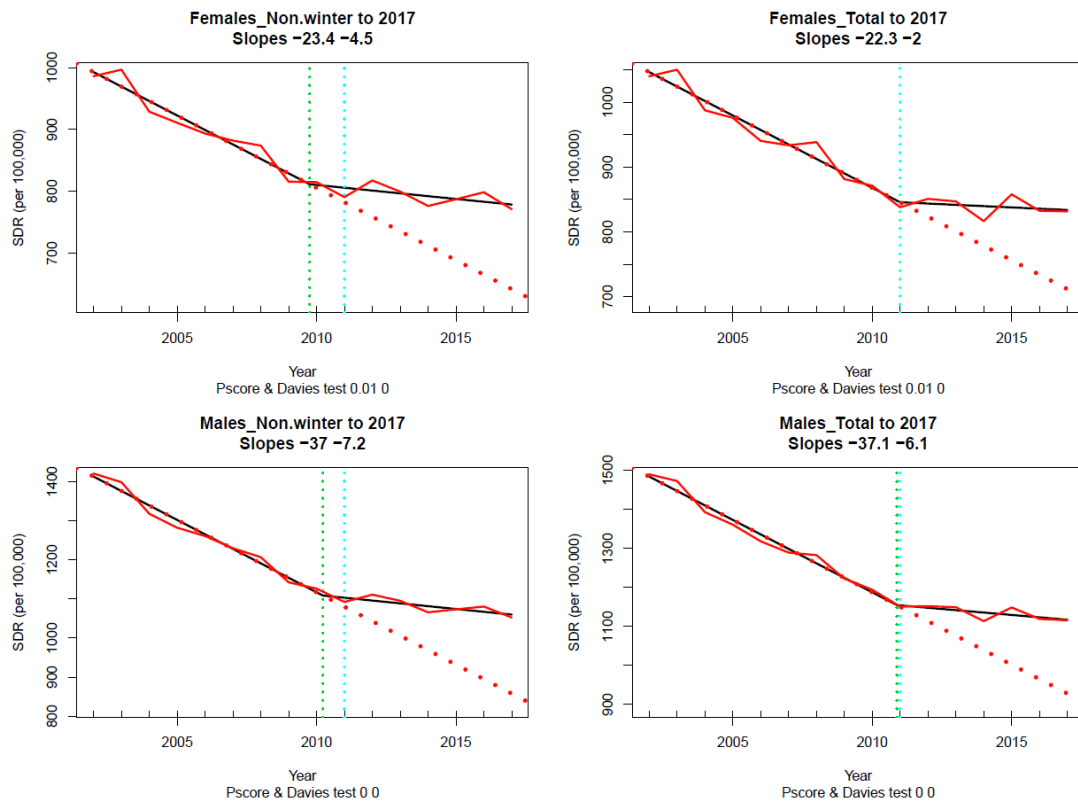 Females_Non.winter to 2017
Slopes −23.4 −4.5
SDR (per 100,000)
1000
900
800
700
2005
2010
2015
Year
Pscore & Davies test 0.01 0
Females_Total to 2017
Slopes −22.3 −2
SDR (per 100,000)
1000
900
800
700
2005
2010
2015
Year
Pscore & Davies test 0.01 0
Males_Non.winter to 2017
Slopes −37 −7.2
SDR (per 100,000)
1400
1200
1000
900
800
2005
2010
2015
Year
Pscore & Davies test 0 0
Males_Total to 2017
Slopes −37.1 −6.1
SDR (per 100,000)
1500
1300
1100
900
2005
2010
2015
Year
Pscore & Davies test 0 0